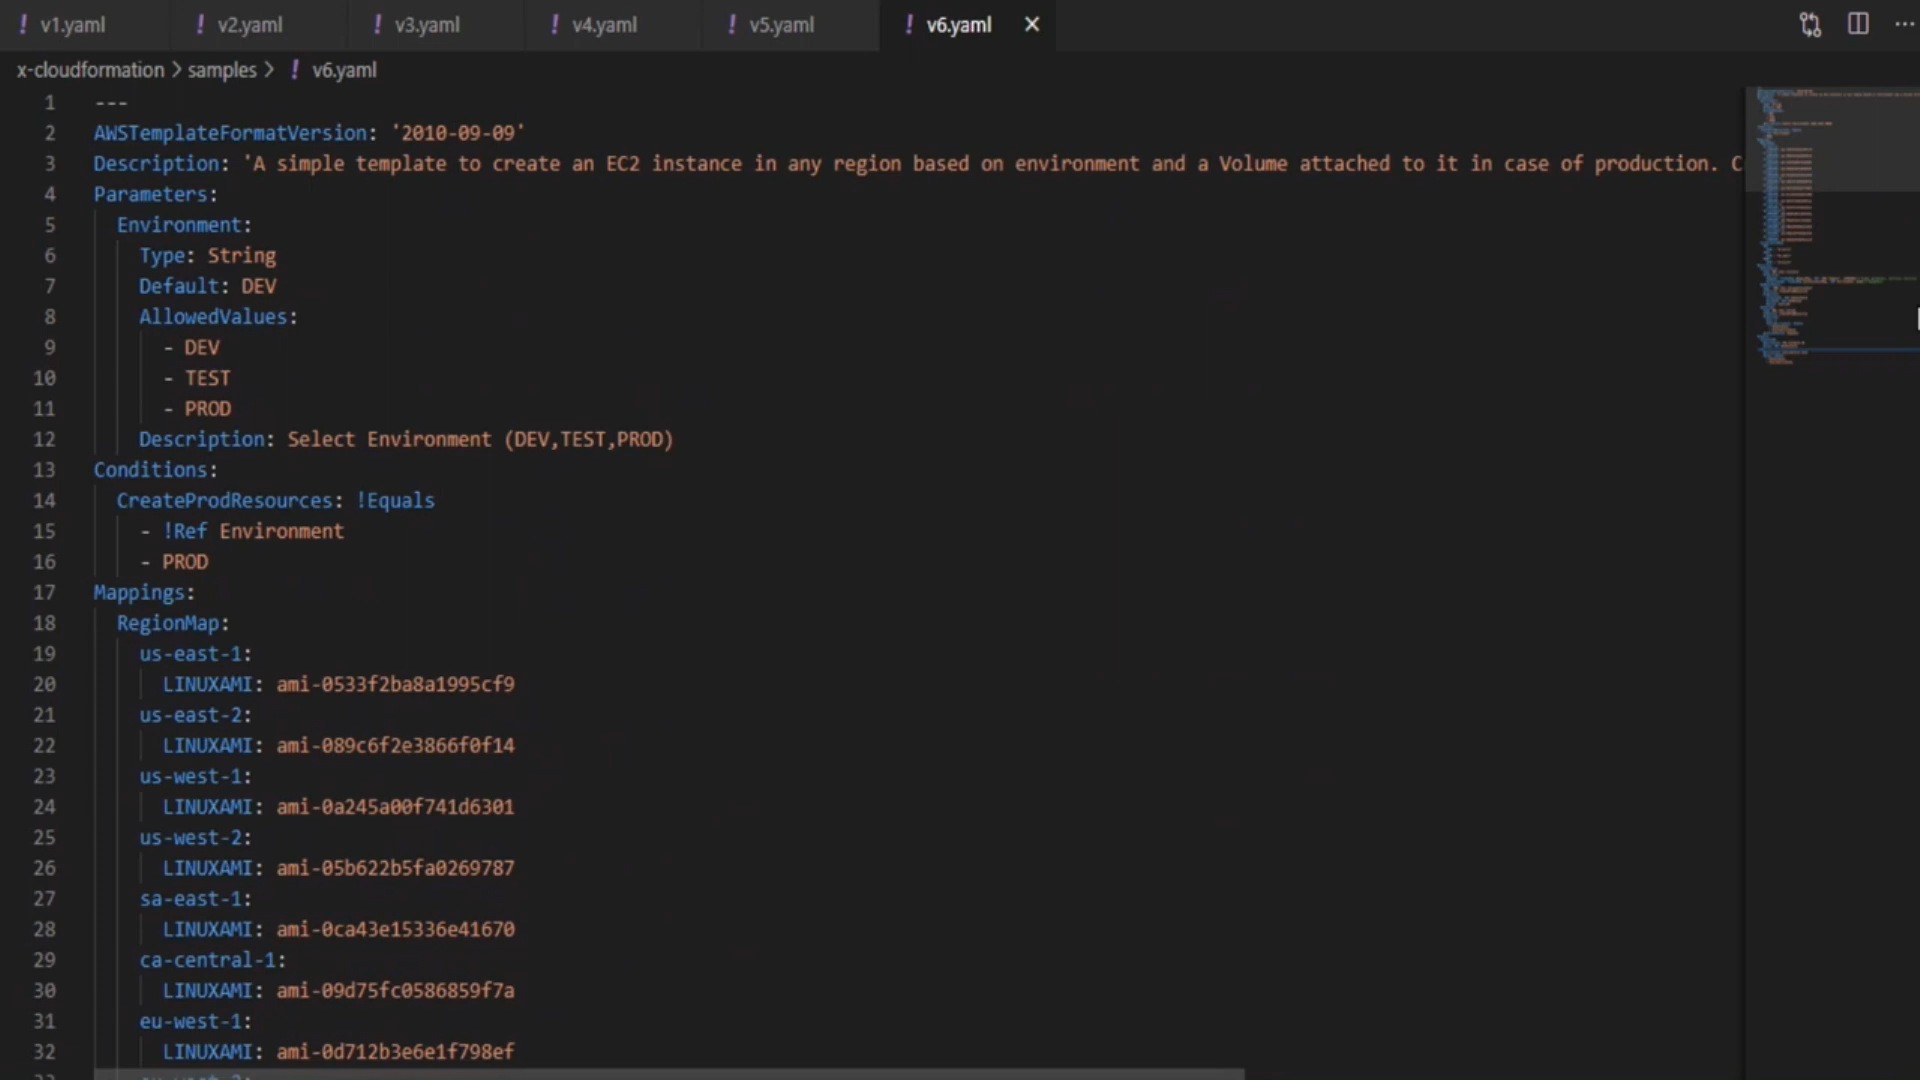 ! v1.yaml ! v2.yaml ! v3.yaml ! v4.yaml ! v5.yaml ! v6.yaml
x-cloudformation > samples > ! v6.yaml
1 ---
2 AWSTemplateFormatVersion: '2010-09-09'
3 Description: 'A simple template to create an EC2 instance in any region based on environment and a Volume attached to it in case of production. C
4 Parameters:
5 Environment:
6 Type: String
7 Default: DEV
8 AllowedValues:
9 - DEV
10 - TEST
11 - PROD
12 Description: Select Environment (DEV,TEST,PROD)
13 Conditions:
14 CreateProdResources: !Equals
15 - !Ref Environment
16 - PROD
17 Mappings:
18 RegionMap:
19 us-east-1:
20 LINUXAMI: ami-0533f2ba8a1995cf9
21 us-east-2:
22 LINUXAMI: ami-089c6f2e3866f0f14
23 us-west-1:
24 LINUXAMI: ami-0a245a00f741d6301
25 us-west-2:
26 LINUXAMI: ami-05b622b5fa0269787
27 sa-east-1:
28 LINUXAMI: ami-0ca43e15336e41670
29 ca-central-1:
30 LINUXAMI: ami-09d75fc0586859f7a
31 eu-west-1:
32 LINUXAMI: ami-0d712b3e6e1f798ef